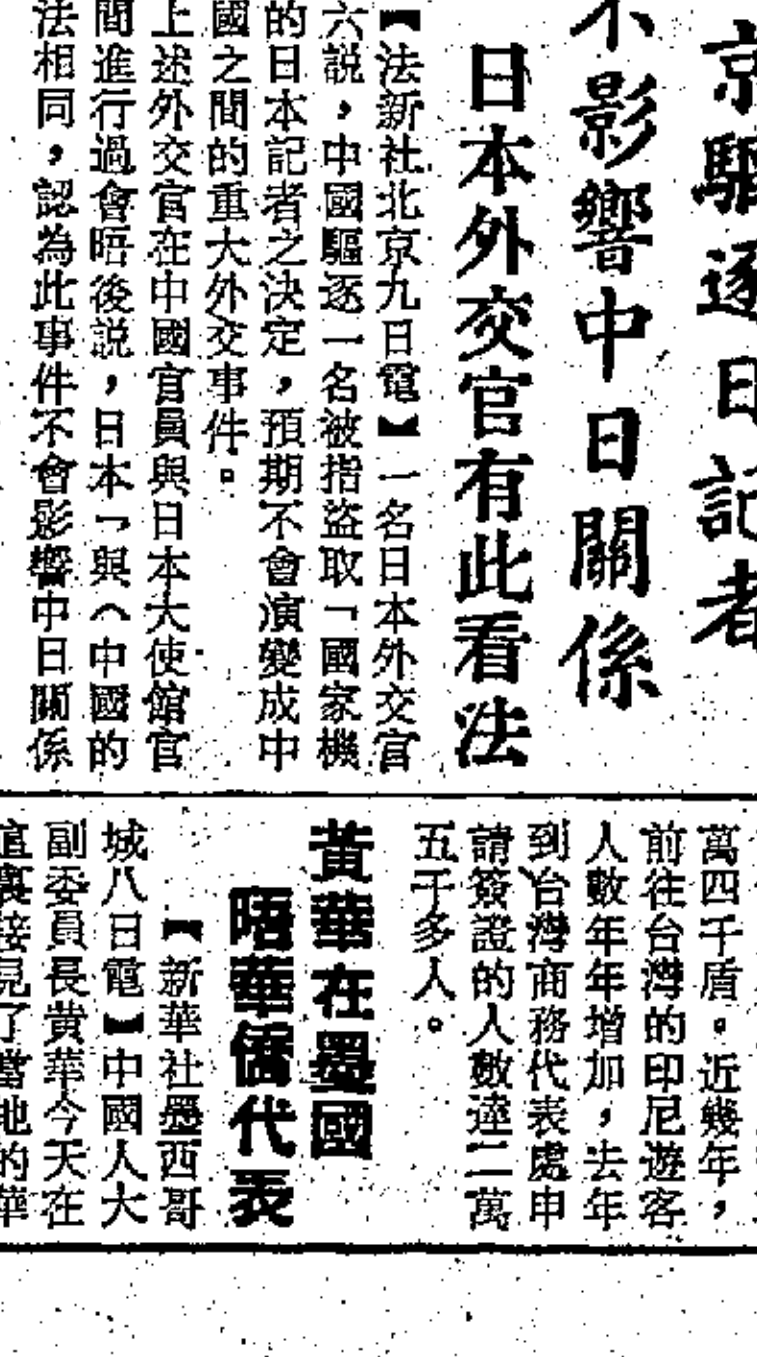 京驅逐日記者
不影響中日關係
日本外交官有此看法
【法新社北京九日電】一名日本外交官
六説，中國驅逐一名被指盜取「國家機
的日本記者之決定，預期不會演變成中
國之間的重大外交事件。
上述外交官在中國官員與日本大使館官
間進行過會晤後説，日本「與（中國的
法相同，認為此事件不會影響中日關係
萬四千盾。近幾年，
前往台灣的印尼遊客
人數年年增加，去年
到台灣商務代表處申
請簽證的人數達二萬
五千多人。
黃華在墨國
晤華僑代表
【新華社墨西哥
城八日電】中國人大
副委員長黄華今天在
這裏接見了當地的華